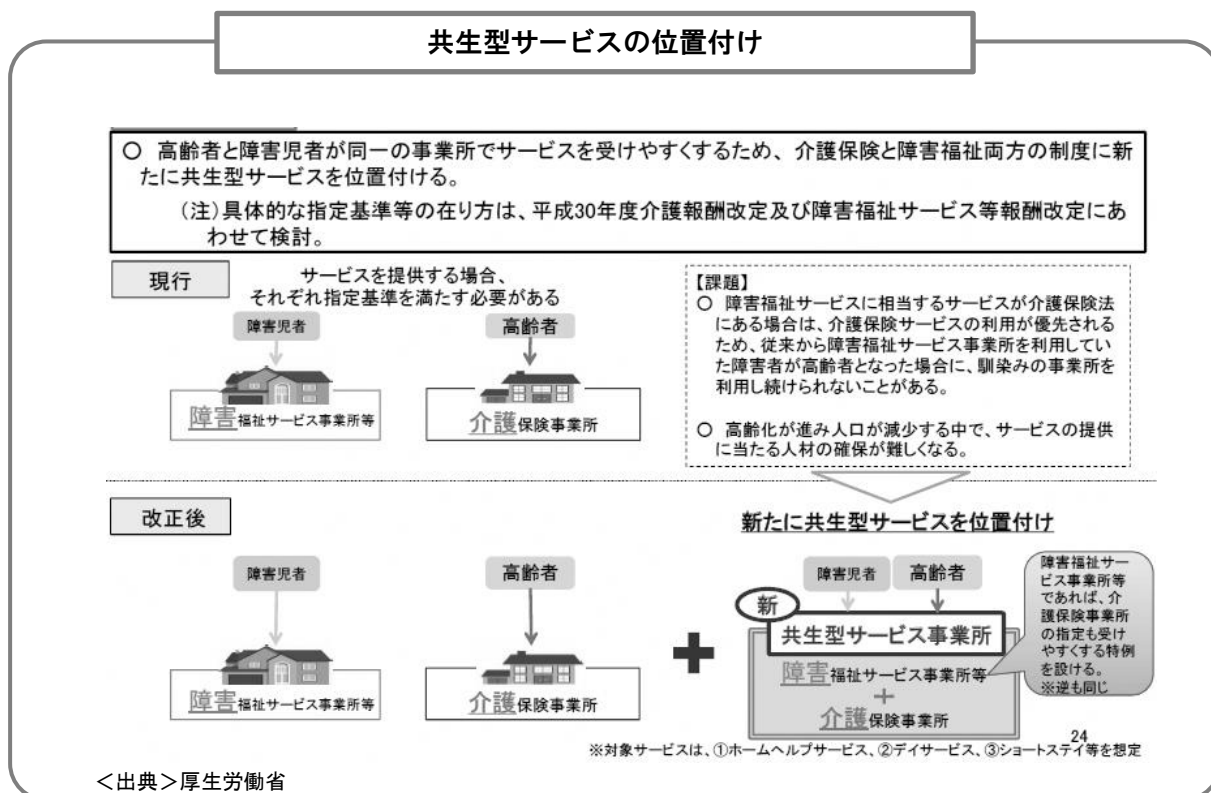 共生型サービスの位置付け
○ 高齢者と障害児者が同一の事業所でサービスを受けやすくするため、介護保険と障害福祉両方の制度に新
たに共生型サービスを位置付ける。
（注）具体的な指定基準等の在り方は、平成30年度介護報酬改定及び障害福祉サービス等報酬改定にあ
わせて検討。
現行
サービスを提供する場合、
それぞれ指定基準を満たす必要がある
障害児者
高齢者
障害福祉サービス事業所等
介護保険事業所
【課題】
○ 障害福祉サービスに相当するサービスが介護保険法
にある場合は、介護保険サービスの利用が優先される
ため、従来から障害福祉サービス事業所を利用してい
た障害者が高齢者となった場合に、馴染みの事業所を
利用し続けられないことがある。
○ 高齢化が進み人口が減少する中で、サービスの提供
に当たる人材の確保が難しくなる。
改正後
新たに共生型サービスを位置付け
障害児者
高齢者
障害福祉サービス事業所等
介護保険事業所
障害児者
高齢者
新
共生型サービス事業所
障害福祉サービス事業所等
＋
介護保険事業所
障害福祉サー
ビス事業所等
であれば、介
護保険事業所
の指定も受け
やすくする特例
を設ける。
※逆も同じ
24
※対象サービスは、①ホームヘルプサービス、②デイサービス、③ショートステイ等を想定
＜出典＞厚生労働省